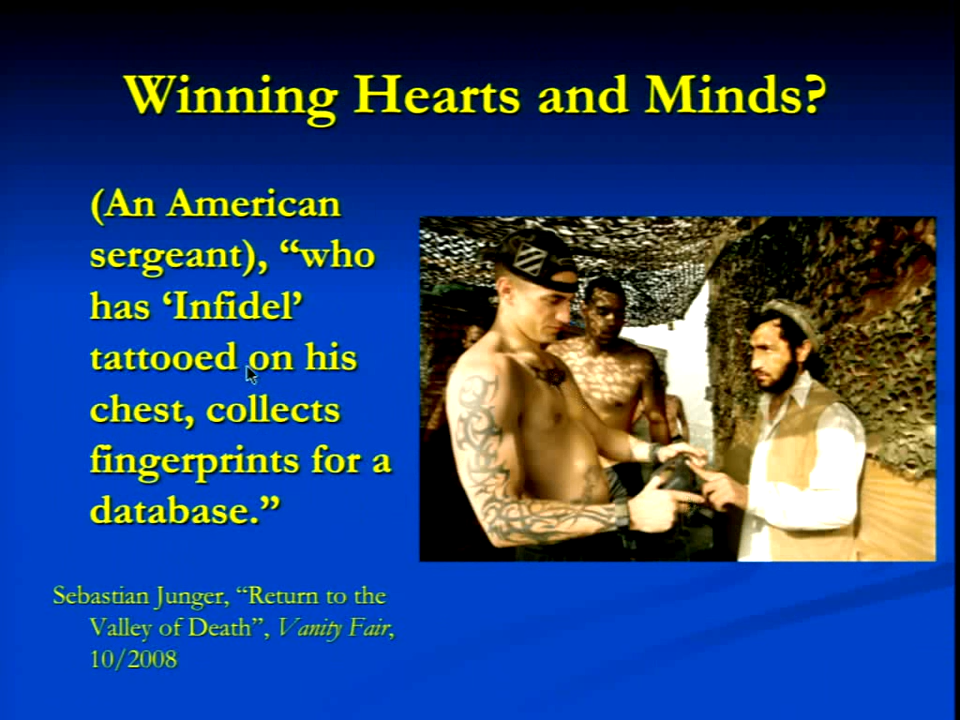 Winning Hearts and Minds?
(An American
sergeant), “who
has ‘Infidel’
tattooed on his
chest, collects
fingerprints for a
database.”
Sebastian Junger, “Return to the
Valley of Death”, Vanity Fair,
10/2008